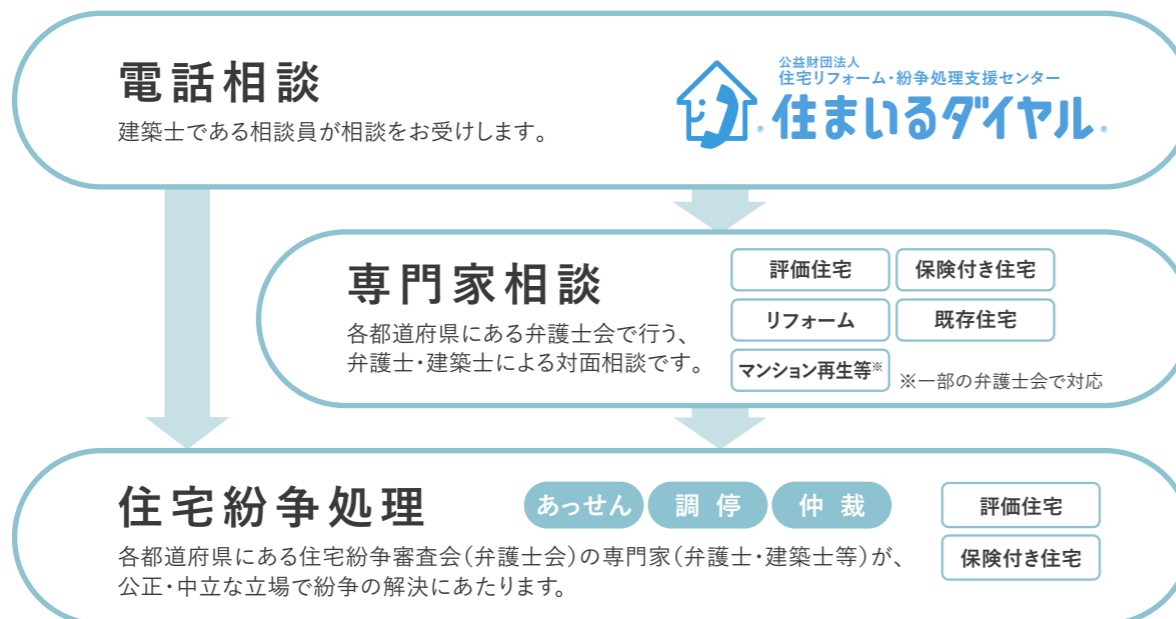 電話相談
建築士である相談員が相談をお受けします。
公益財団法人
住宅リフォーム・紛争処理支援センター
住まいるダイヤル
専門家相談
各都道府県にある弁護士会で行う、
弁護士・建築士による対面相談です。
評価住宅
保険付き住宅
リフォーム
既存住宅
マンション再生等※
※一部の弁護士会で対応
住宅紛争処理
あっせん
調停
仲裁
各都道府県にある住宅紛争審査会(弁護士会)の専門家(弁護士・建築士等)が、
公正・中立な立場で紛争の解決にあたります。
評価住宅
保険付き住宅